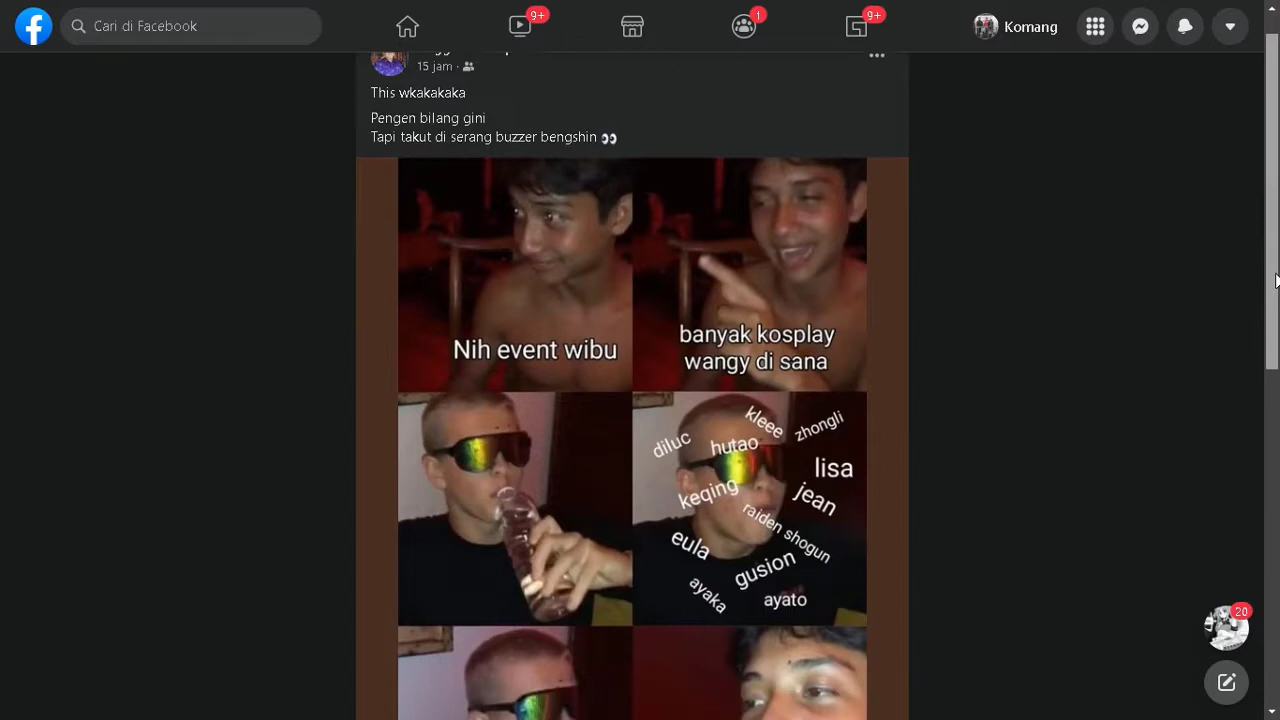 Cari di Facebook
9+
1
9+
Komang
15 jam ·
This wkakakaka
Pengen bilang gini
Tapi takut di serang buzzer bengshin 👀
Nih event wibu
banyak kosplay
wangy di sana
kleee
zhongli
diluc
hutao
lisa
keqing
jean
raiden shogun
eula
gusion
ayaka
ayato
20